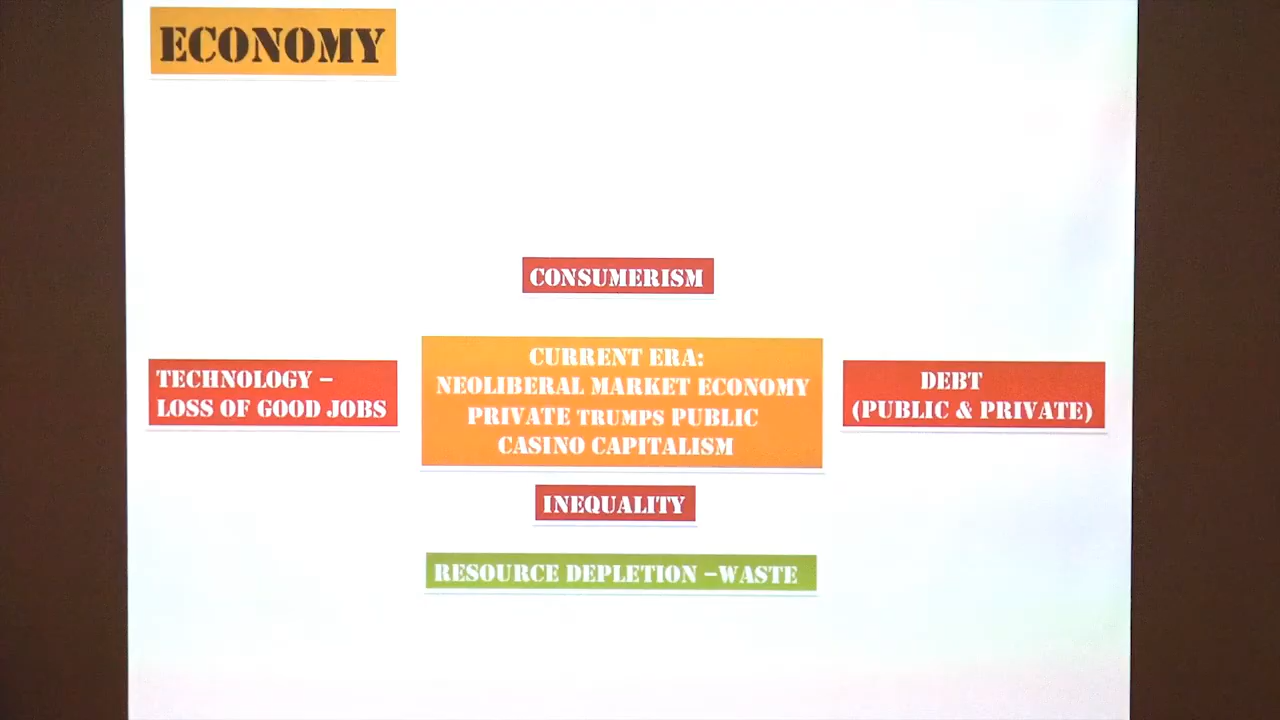 ECONOMY
CONSUMERISM
TECHNOLOGY –
LOSS OF GOOD JOBS
CURRENT ERA:
NEOLIBERAL MARKET ECONOMY
PRIVATE TRUMPS PUBLIC
CASINO CAPITALISM
DEBT
(PUBLIC & PRIVATE)
INEQUALITY
RESOURCE DEPLETION –WASTE